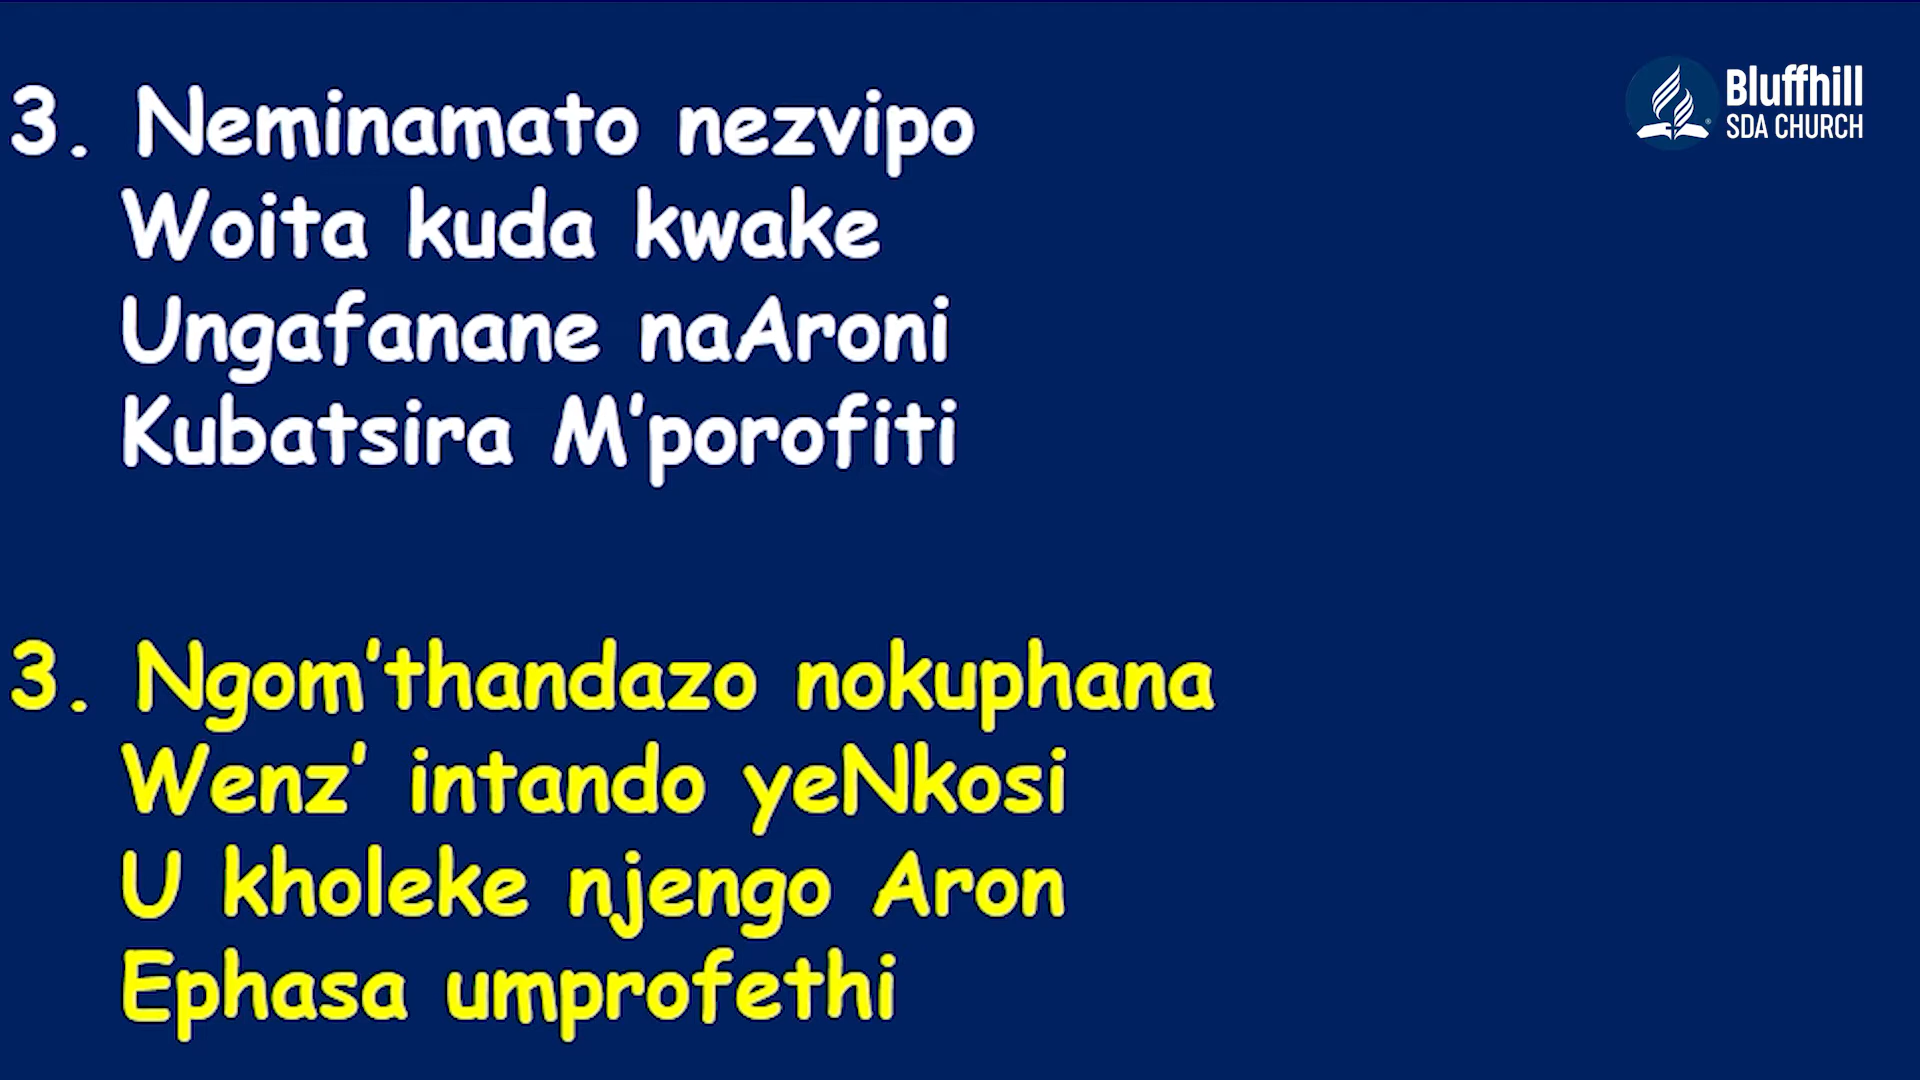 3. Neminamato nezvipo
Woita kuda kwake
Ungafanane naAroni
Kubatsira M'porofiti
3. Ngom'thandazo nokuphana
Wenz' intando yeNkosi
U kholeke njengo Aron
Ephasa umprofethi
Bluffhill
SDA CHURCH